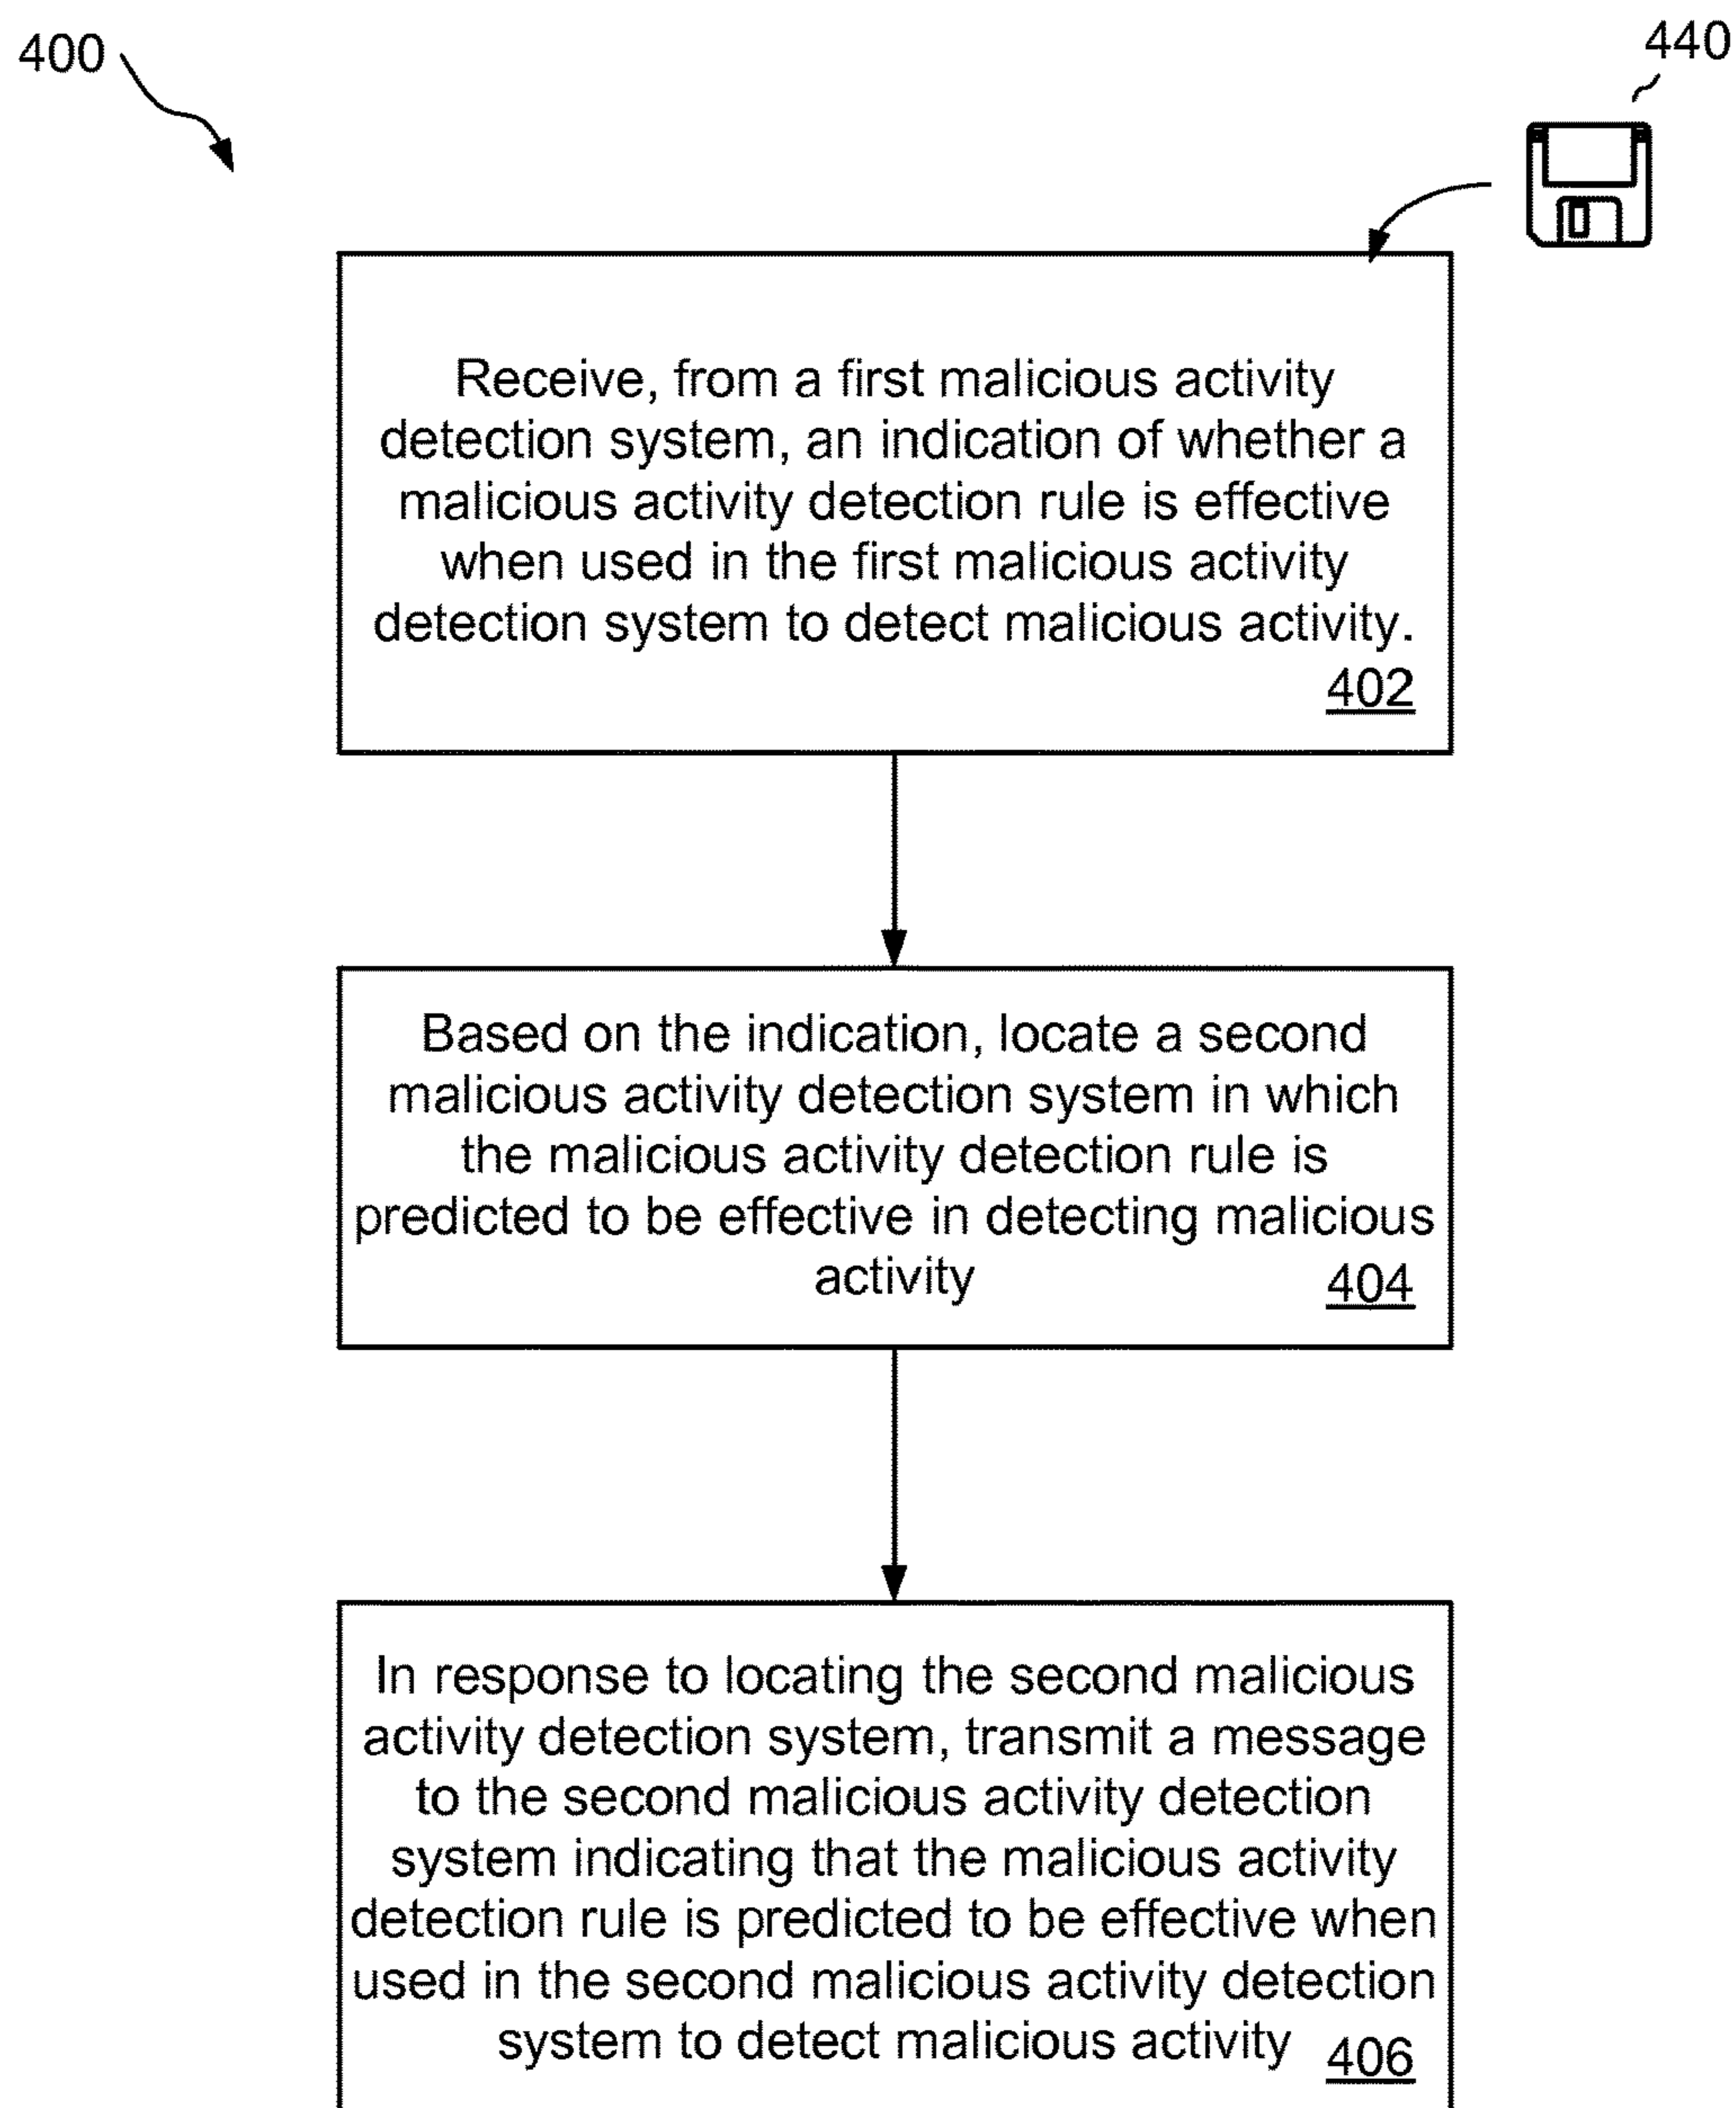 400
440
Receive, from a first malicious activity
detection system, an indication of whether a
malicious activity detection rule is effective
when used in the first malicious activity
detection system to detect malicious activity.
402
Based on the indication, locate a second
malicious activity detection system in which
the malicious activity detection rule is
predicted to be effective in detecting malicious
activity
404
In response to locating the second malicious
activity detection system, transmit a message
to the second malicious activity detection
system indicating that the malicious activity
detection rule is predicted to be effective when
used in the second malicious activity detection
system to detect malicious activity
406